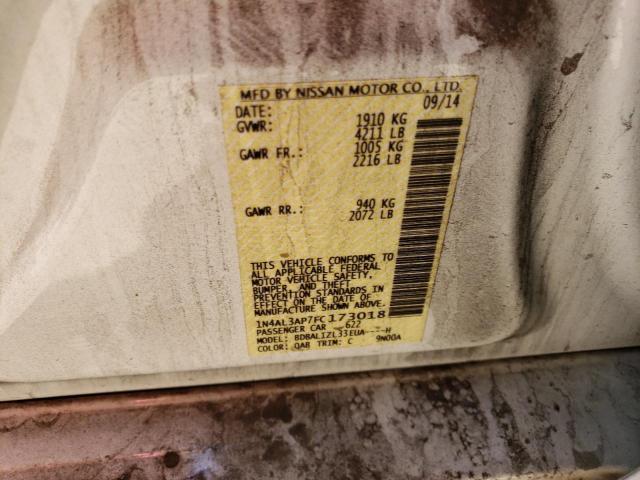 MFD BY NISSAN MOTOR CO., LTD.
DATE: 09/14
GVWR: 1910 KG
4211 LB
GAWR FR.: 1005 KG
2216 LB
GAWR RR.: 940 KG
2072 LB
THIS VEHICLE CONFORMS TO
ALL APPLICABLE FEDERAL
MOTOR VEHICLE SAFETY,
BUMPER, AND THEFT
PREVENTION STANDARDS IN
EFFECT ON THE DATE OF
MANUFACTURE SHOWN ABOVE.
1N4AL3AP7FC173018
PASSENGER CAR 622
MODEL: BDBALIZL33EUA----H
COLOR: QAB TRIM: C 9N00A